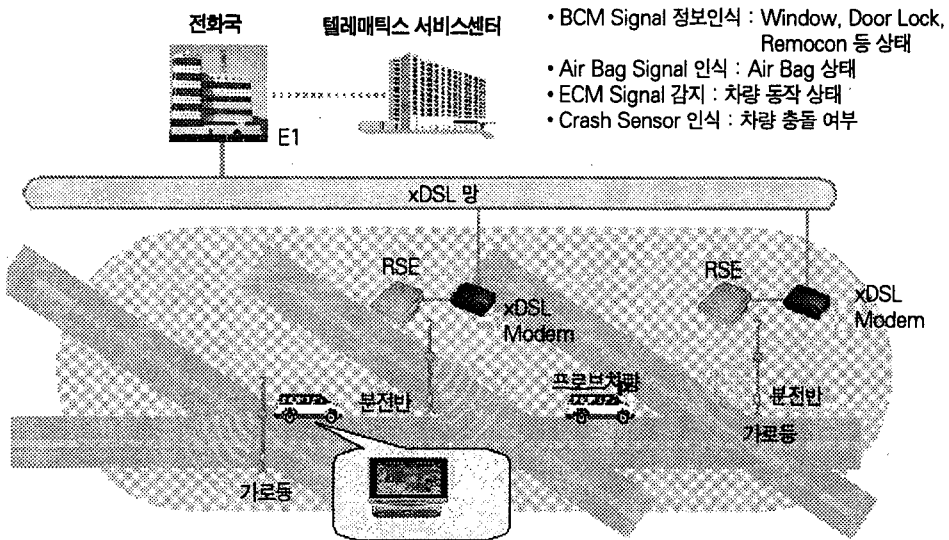 전화국
텔레매틱스 서비스센터
• BCM Signal 정보인식 : Window, Door Lock,
Remocon 등 상태
• Air Bag Signal 인식 : Air Bag 상태
• ECM Signal 감지 : 차량 동작 상태
• Crash Sensor 인식 : 차량 충돌 여부
E1
xDSL 망
RSE
xDSL
Modem
RSE
xDSL
Modem
프로브차량
분전반
분전반
가로등
가로등